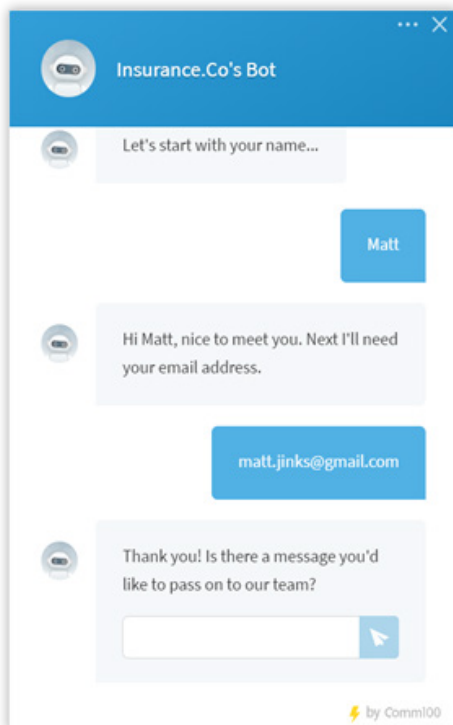 Insurance.Co's Bot
Let's start with your name...
Matt
Hi Matt, nice to meet you. Next I'll need
your email address.
matt.jinks@gmail.com
Thank you! Is there a message you'd
like to pass on to our team?
by Comm100